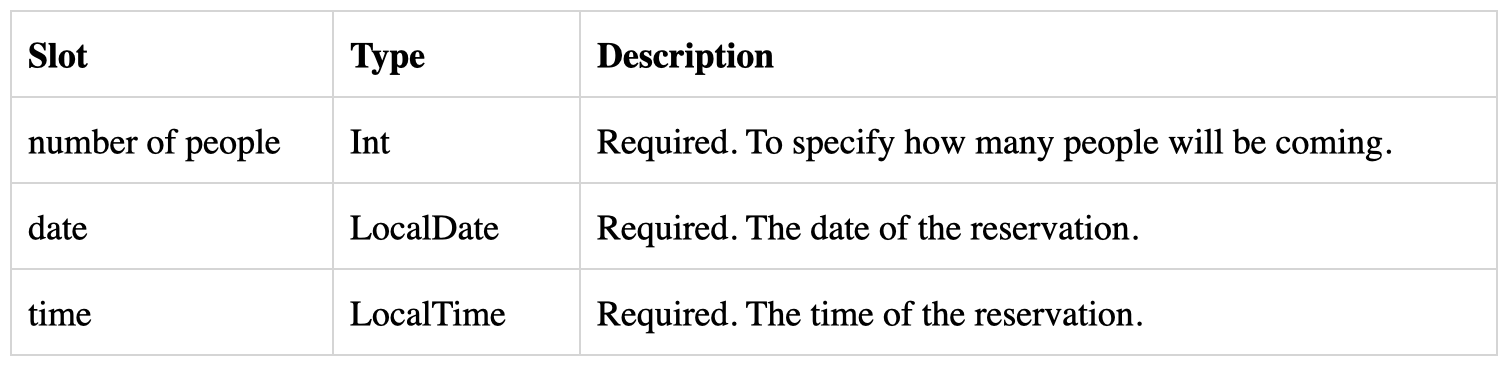 Slot Type Description
number of people Int Required. To specify how many people will be coming.
date LocalDate Required. The date of the reservation.
time LocalTime Required. The time of the reservation.